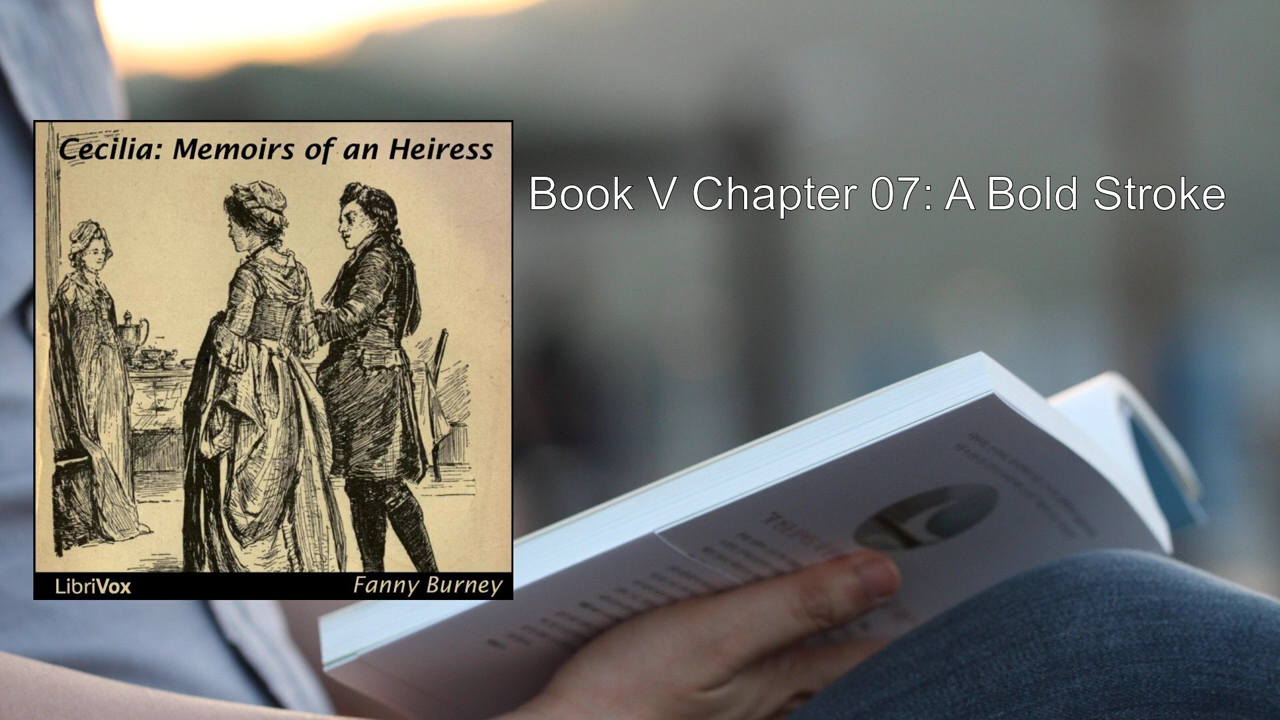 Cecilia: Memoirs of an Heiress
Book V Chapter 07: A Bold Stroke
LibriVox
Fanny Burney